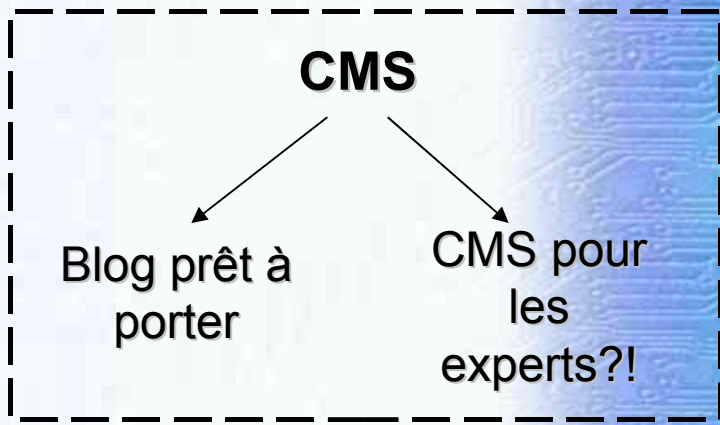 CMS
Blog prêt à
porter
CMS pour
les
experts?!